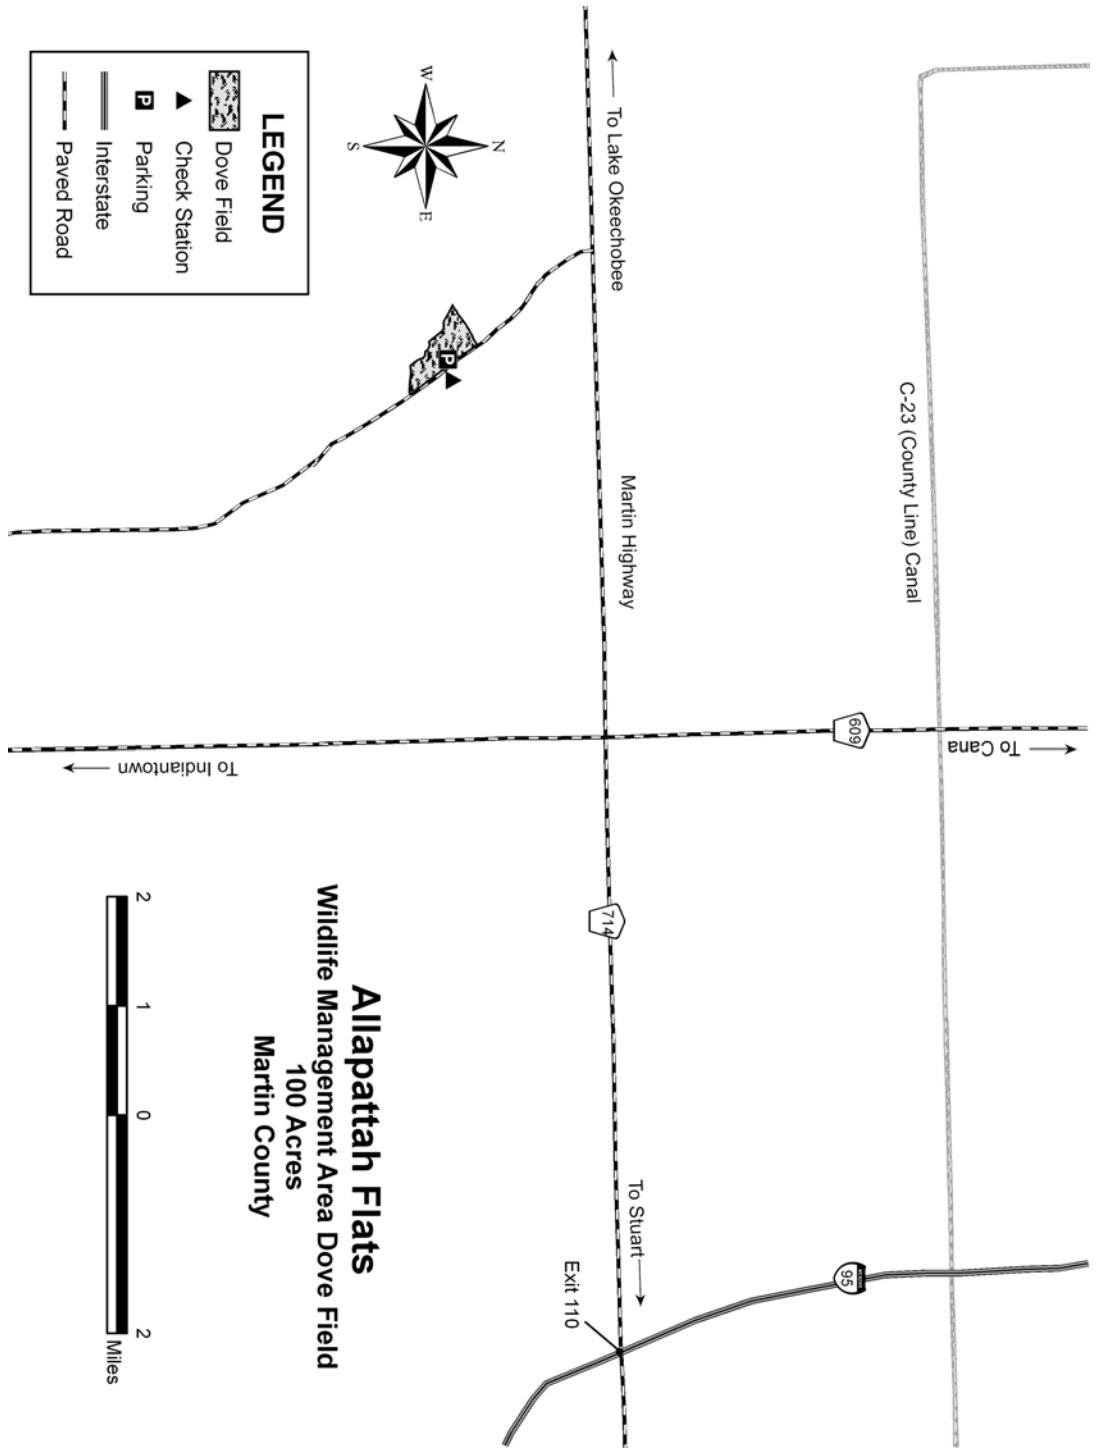 To Lake Okeechobee
C-23 (County Line) Canal
Martin Highway
609
To Cana
To Indiantown
714
To Stuart
95
Exit 110
LEGEND
Dove Field
Check Station
P
Parking
Interstate
Paved Road
N
W
E
S
P
Allapattah Flats
Wildlife Management Area Dove Field
100 Acres
Martin County
2 1 0 2
Miles